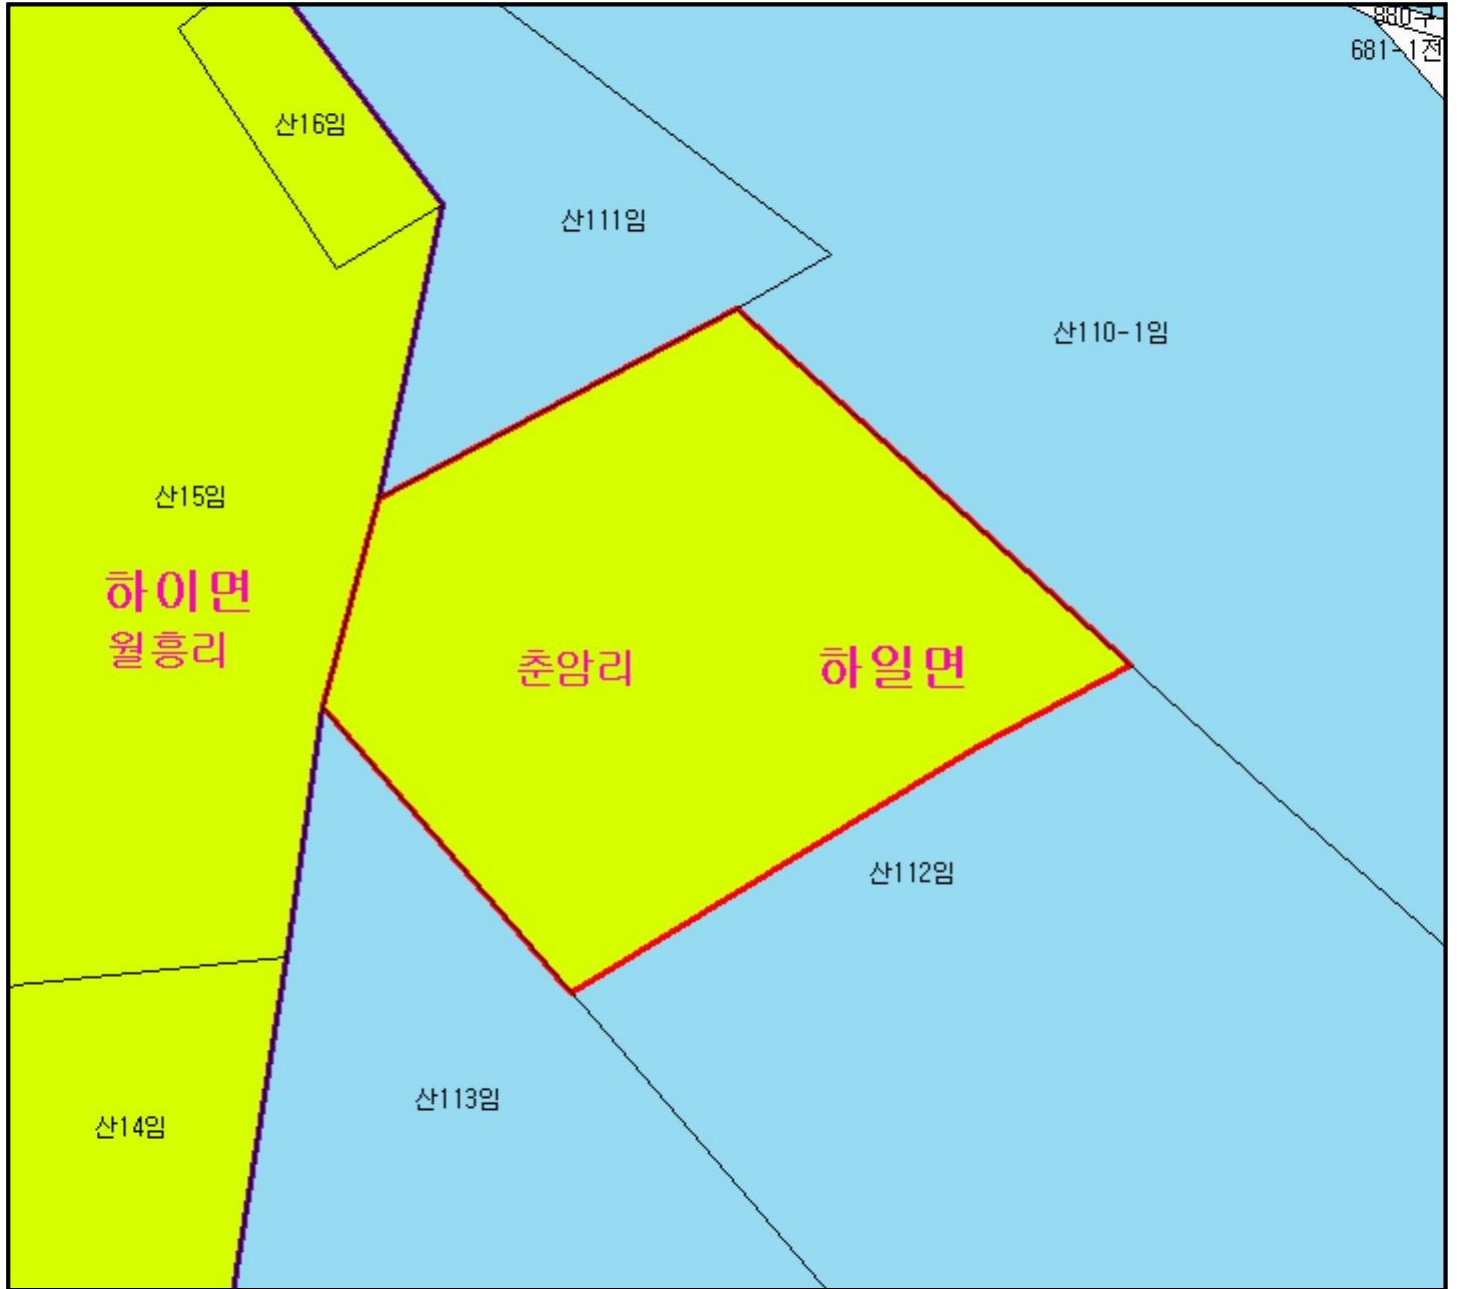 880구
681-1전
산16임
산111임
산110-1임
산15임
하이면
월흥리
춘암리
하일면
산112임
산113임
산14임